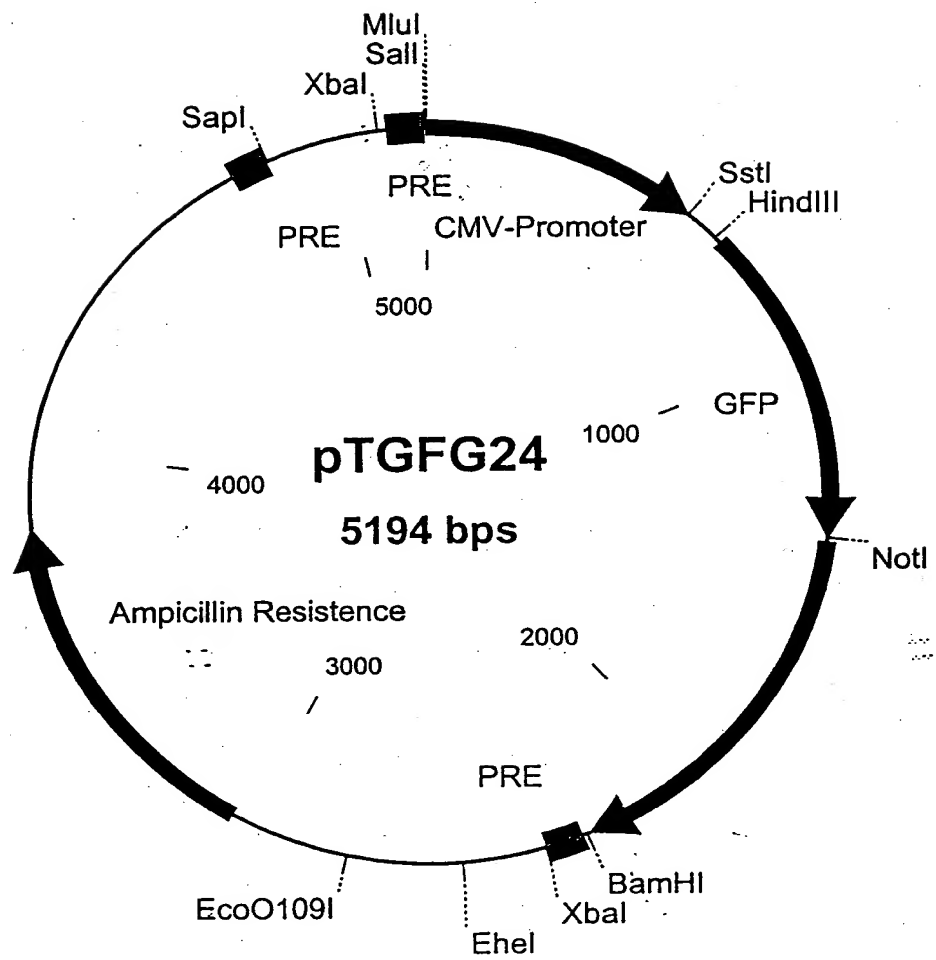 MluI
SalI
XbaI
SapI
SstI
HindIII
PRE
CMV-Promoter
PRE
5000
GFP
1000
pTGFG24
4000
5194 bps
NotI
Ampicillin Resistence
2000
3000
PRE
BamHI
XbaI
EcoO109I
EheI